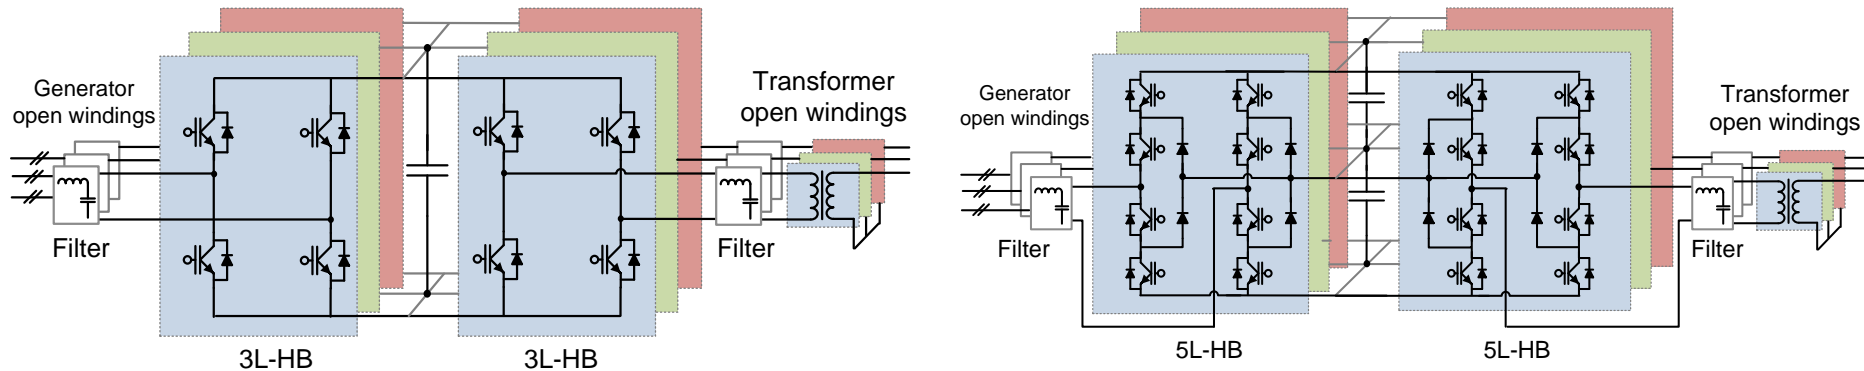 Generator
open windings
Filter
3L-HB
3L-HB
Transformer
open windings
Filter
Generator
open windings
Filter
5L-HB
5L-HB
Transformer
open windings
Filter